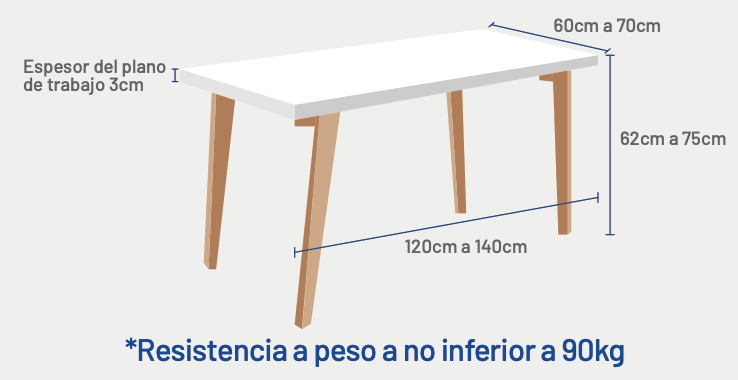 60cm a 70cm
Espesor del plano
de trabajo 3cm
62cm a 75cm
120cm a 140cm
*Resistencia a peso a no inferior a 90kg